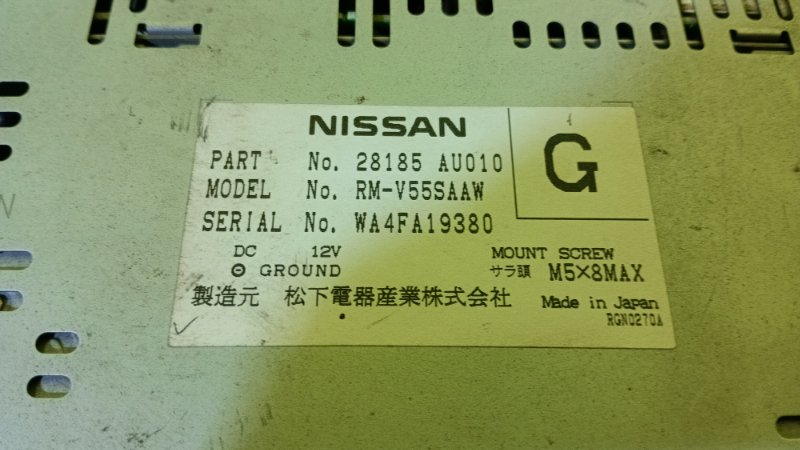 NISSAN
G
PART No. 28185 AU010
MODEL No. RM-V55SAAW
SERIAL No. WA4FA19380
DC 12V
⊖ GROUND
MOUNT SCREW
サラ頭 M5×8MAX
製造元 松下電器産業株式会社
Made in Japan
RGN0270A